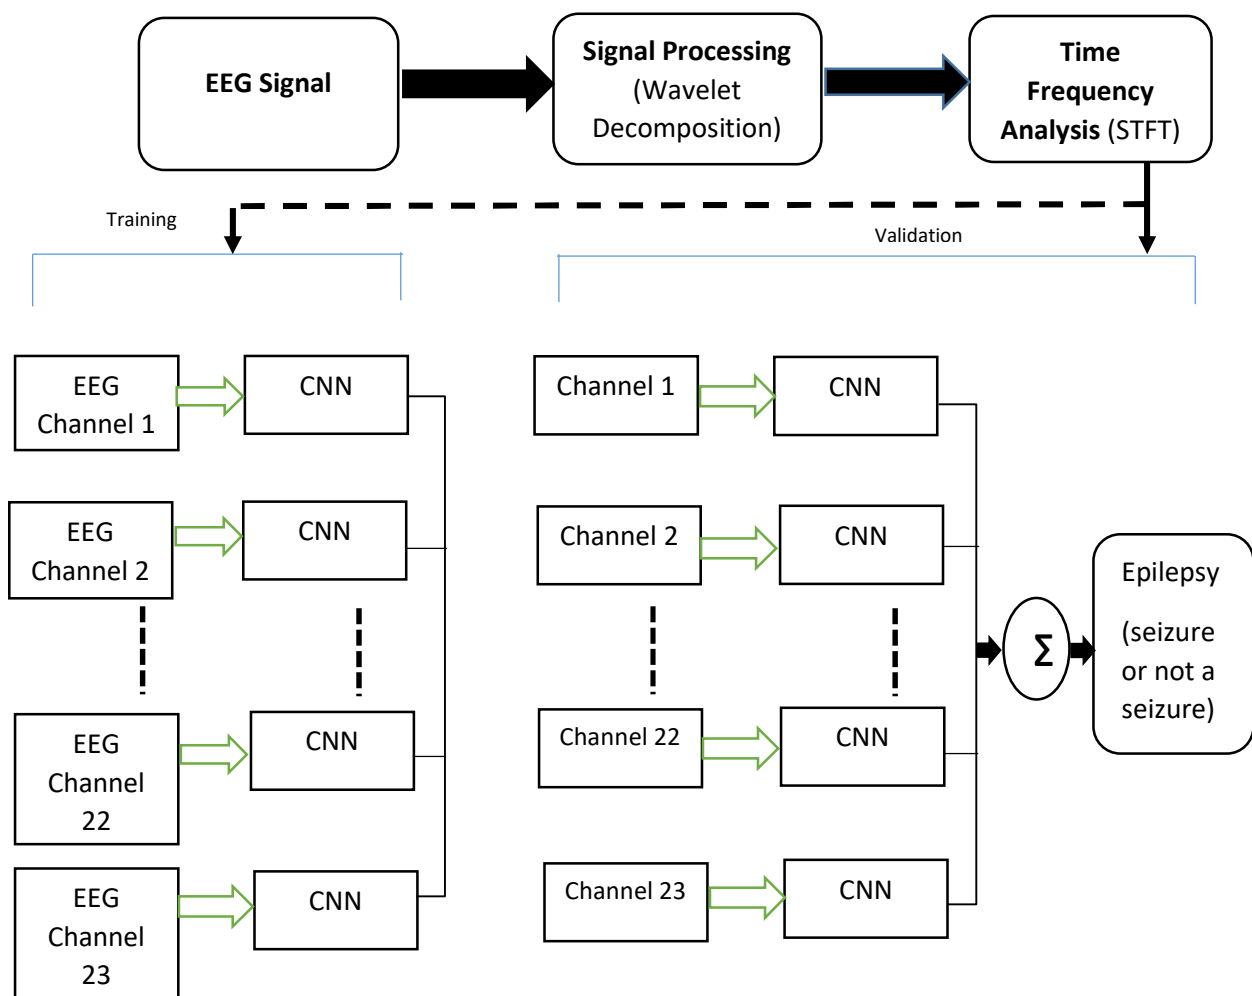 EEG Signal
Signal Processing
(Wavelet
Decomposition)
Time
Frequency
Analysis (STFT)
Training
Validation
EEG
Channel 1
CNN
Channel 1
CNN
EEG
Channel 2
CNN
Channel 2
CNN
Epilepsy
(seizure
or not a
seizure)
Σ
EEG
Channel
22
CNN
Channel 22
CNN
EEG
Channel
23
CNN
Channel 23
CNN